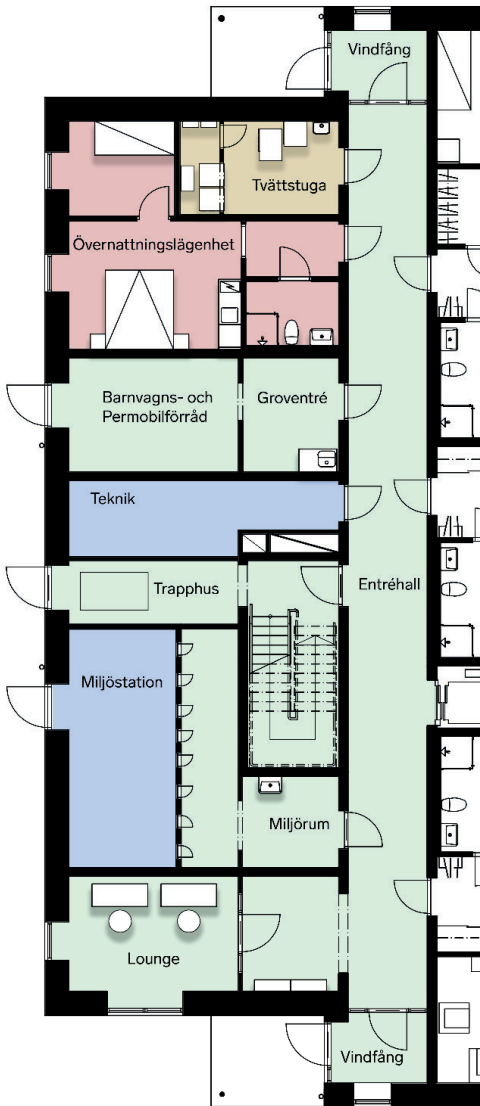 Vindfång
Tvättstuga
Övernattningslägenhet
Barnvagns- och
Permobilförråd
Groventré
Teknik
Trapphus
Entréhall
Miljöstation
Miljörum
Lounge
Vindfång